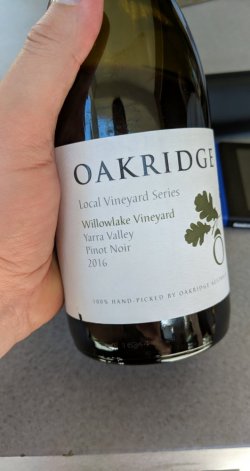 OAKRIDGE
Local Vineyard Series
Willowlake Vineyard
Yarra Valley
Pinot Noir
2016
100% HAND-PICKED BY OAKRIDGE